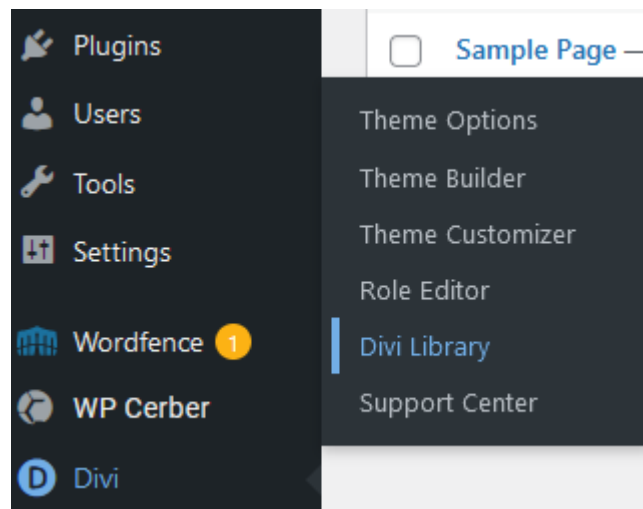 Plugins
Users
Tools
Settings
Wordfence 1
WP Cerber
D Divi
Sample Page —
Theme Options
Theme Builder
Theme Customizer
Role Editor
Divi Library
Support Center